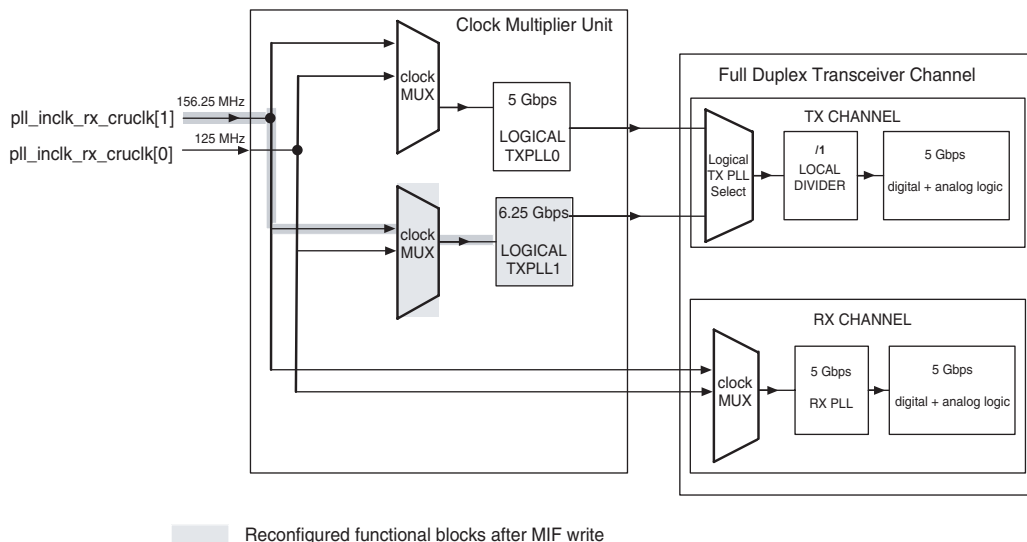 Clock Multiplier Unit
Full Duplex Transceiver Channel
156.25 MHz
pll_inclk_rx_cruclk[1]
125 MHz
pll_inclk_rx_cruclk[0]
clock
MUX
5 Gbps
LOGICAL
TXPLL0
clock
MUX
6.25 Gbps
LOGICAL
TXPLL1
TX CHANNEL
Logical
TX PLL
Select
/1
LOCAL
DIVIDER
5 Gbps
digital + analog logic
RX CHANNEL
clock
MUX
5 Gbps
RX PLL
5 Gbps
digital + analog logic
Reconfigured functional blocks after MIF write